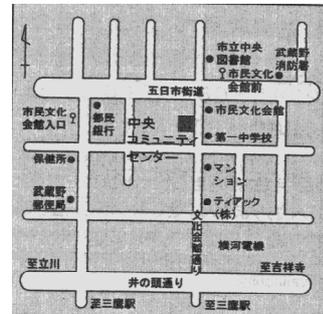 市立中央
図書館
武蔵野
消防署
市民文化
会館前
五日市街道
市民文化
会館入口
都民
銀行
中央
コミュニティ
センター
市民文化会館
第一中学校
保健所
マン
ション
武蔵野
郵便局
ティアック
(株)
文化会館通り
横河電機
至立川
至吉祥寺
井の頭通り
至三鷹駅
至三鷹駅